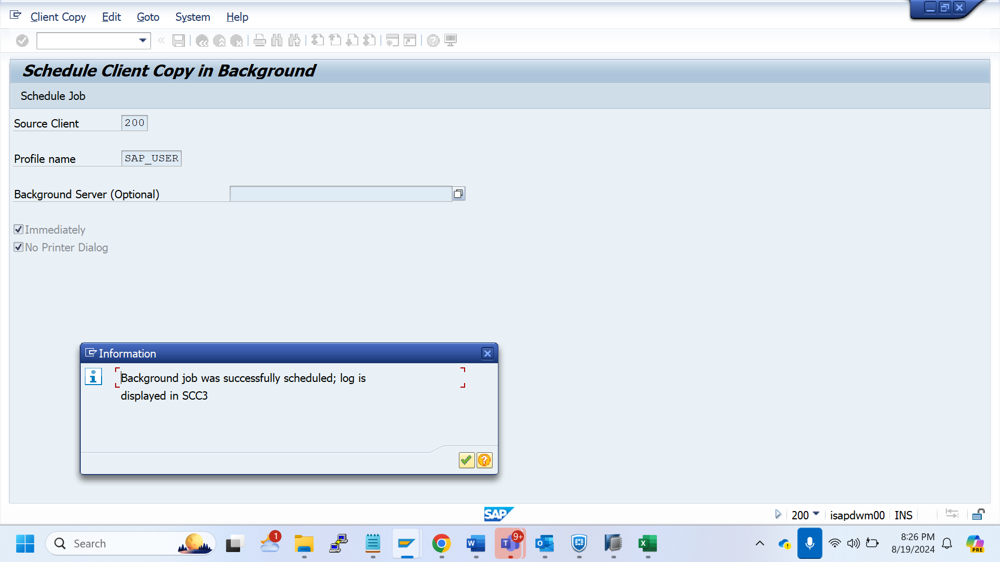 Client Copy Edit Goto System Help
Schedule Client Copy in Background
Schedule Job
Source Client 200
Profile name SAP_USER
Background Server (Optional)
Immediately
No Printer Dialog
Information
Background job was successfully scheduled; log is
displayed in SCC3
SAP
200 isapdwm00 INS
Search
1
W
T 9+
O
X
8:26 PM
8/19/2024
PRE